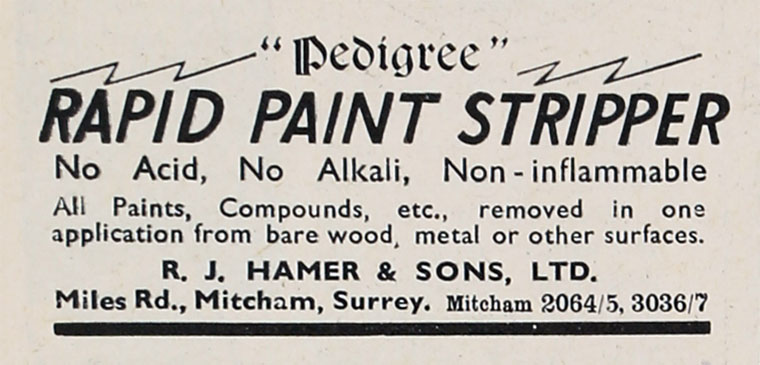 "Pedigree"
RAPID PAINT STRIPPER
No Acid, No Alkali, Non-inflammable
All Paints, Compounds, etc., removed in one
application from bare wood, metal or other surfaces.
R. J. HAMER & SONS, LTD.
Miles Rd., Mitcham, Surrey. Mitcham 2064/5, 3036/7